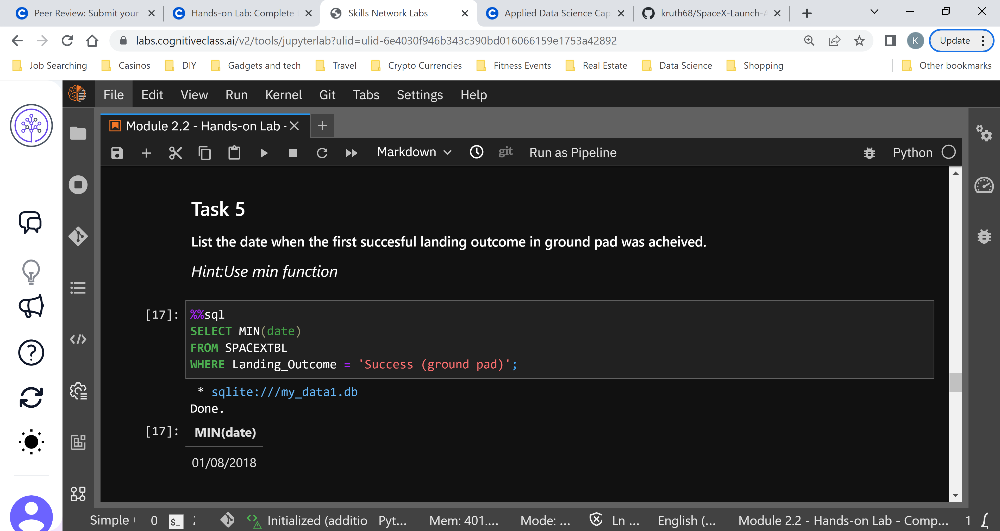 Peer Review: Submit your
Hands-on Lab: Complete t
Skills Network Labs
Applied Data Science Cap
kruth68/SpaceX-Launch-A
labs.cognitiveclass.ai/v2/tools/jupyterlab?ulid=ulid-6e4030f946b343c390bd016066159e1753a42892
K
Update
Job Searching
Casinos
DIY
Gadgets and tech
Travel
Crypto Currencies
Fitness Events
Real Estate
Data Science
Shopping
Other bookmarks
File Edit View Run Kernel Git Tabs Settings Help
Module 2.2 - Hands-on Lab -
Markdown
git
Run as Pipeline
Python
Task 5
List the date when the first succesful landing outcome in ground pad was acheived.
Hint:Use min function
[17]: %%sql
SELECT MIN(date)
FROM SPACEXTBL
WHERE Landing_Outcome = 'Success (ground pad)';
* sqlite:///my_data1.db
Done.
[17]: MIN(date)
01/08/2018
Simple
0
$_
Initialized (additio
Pyt...
Mem: 401....
Mode: ...
Ln ...
English (...
Module 2.2 - Hands-on Lab - Comp...
1